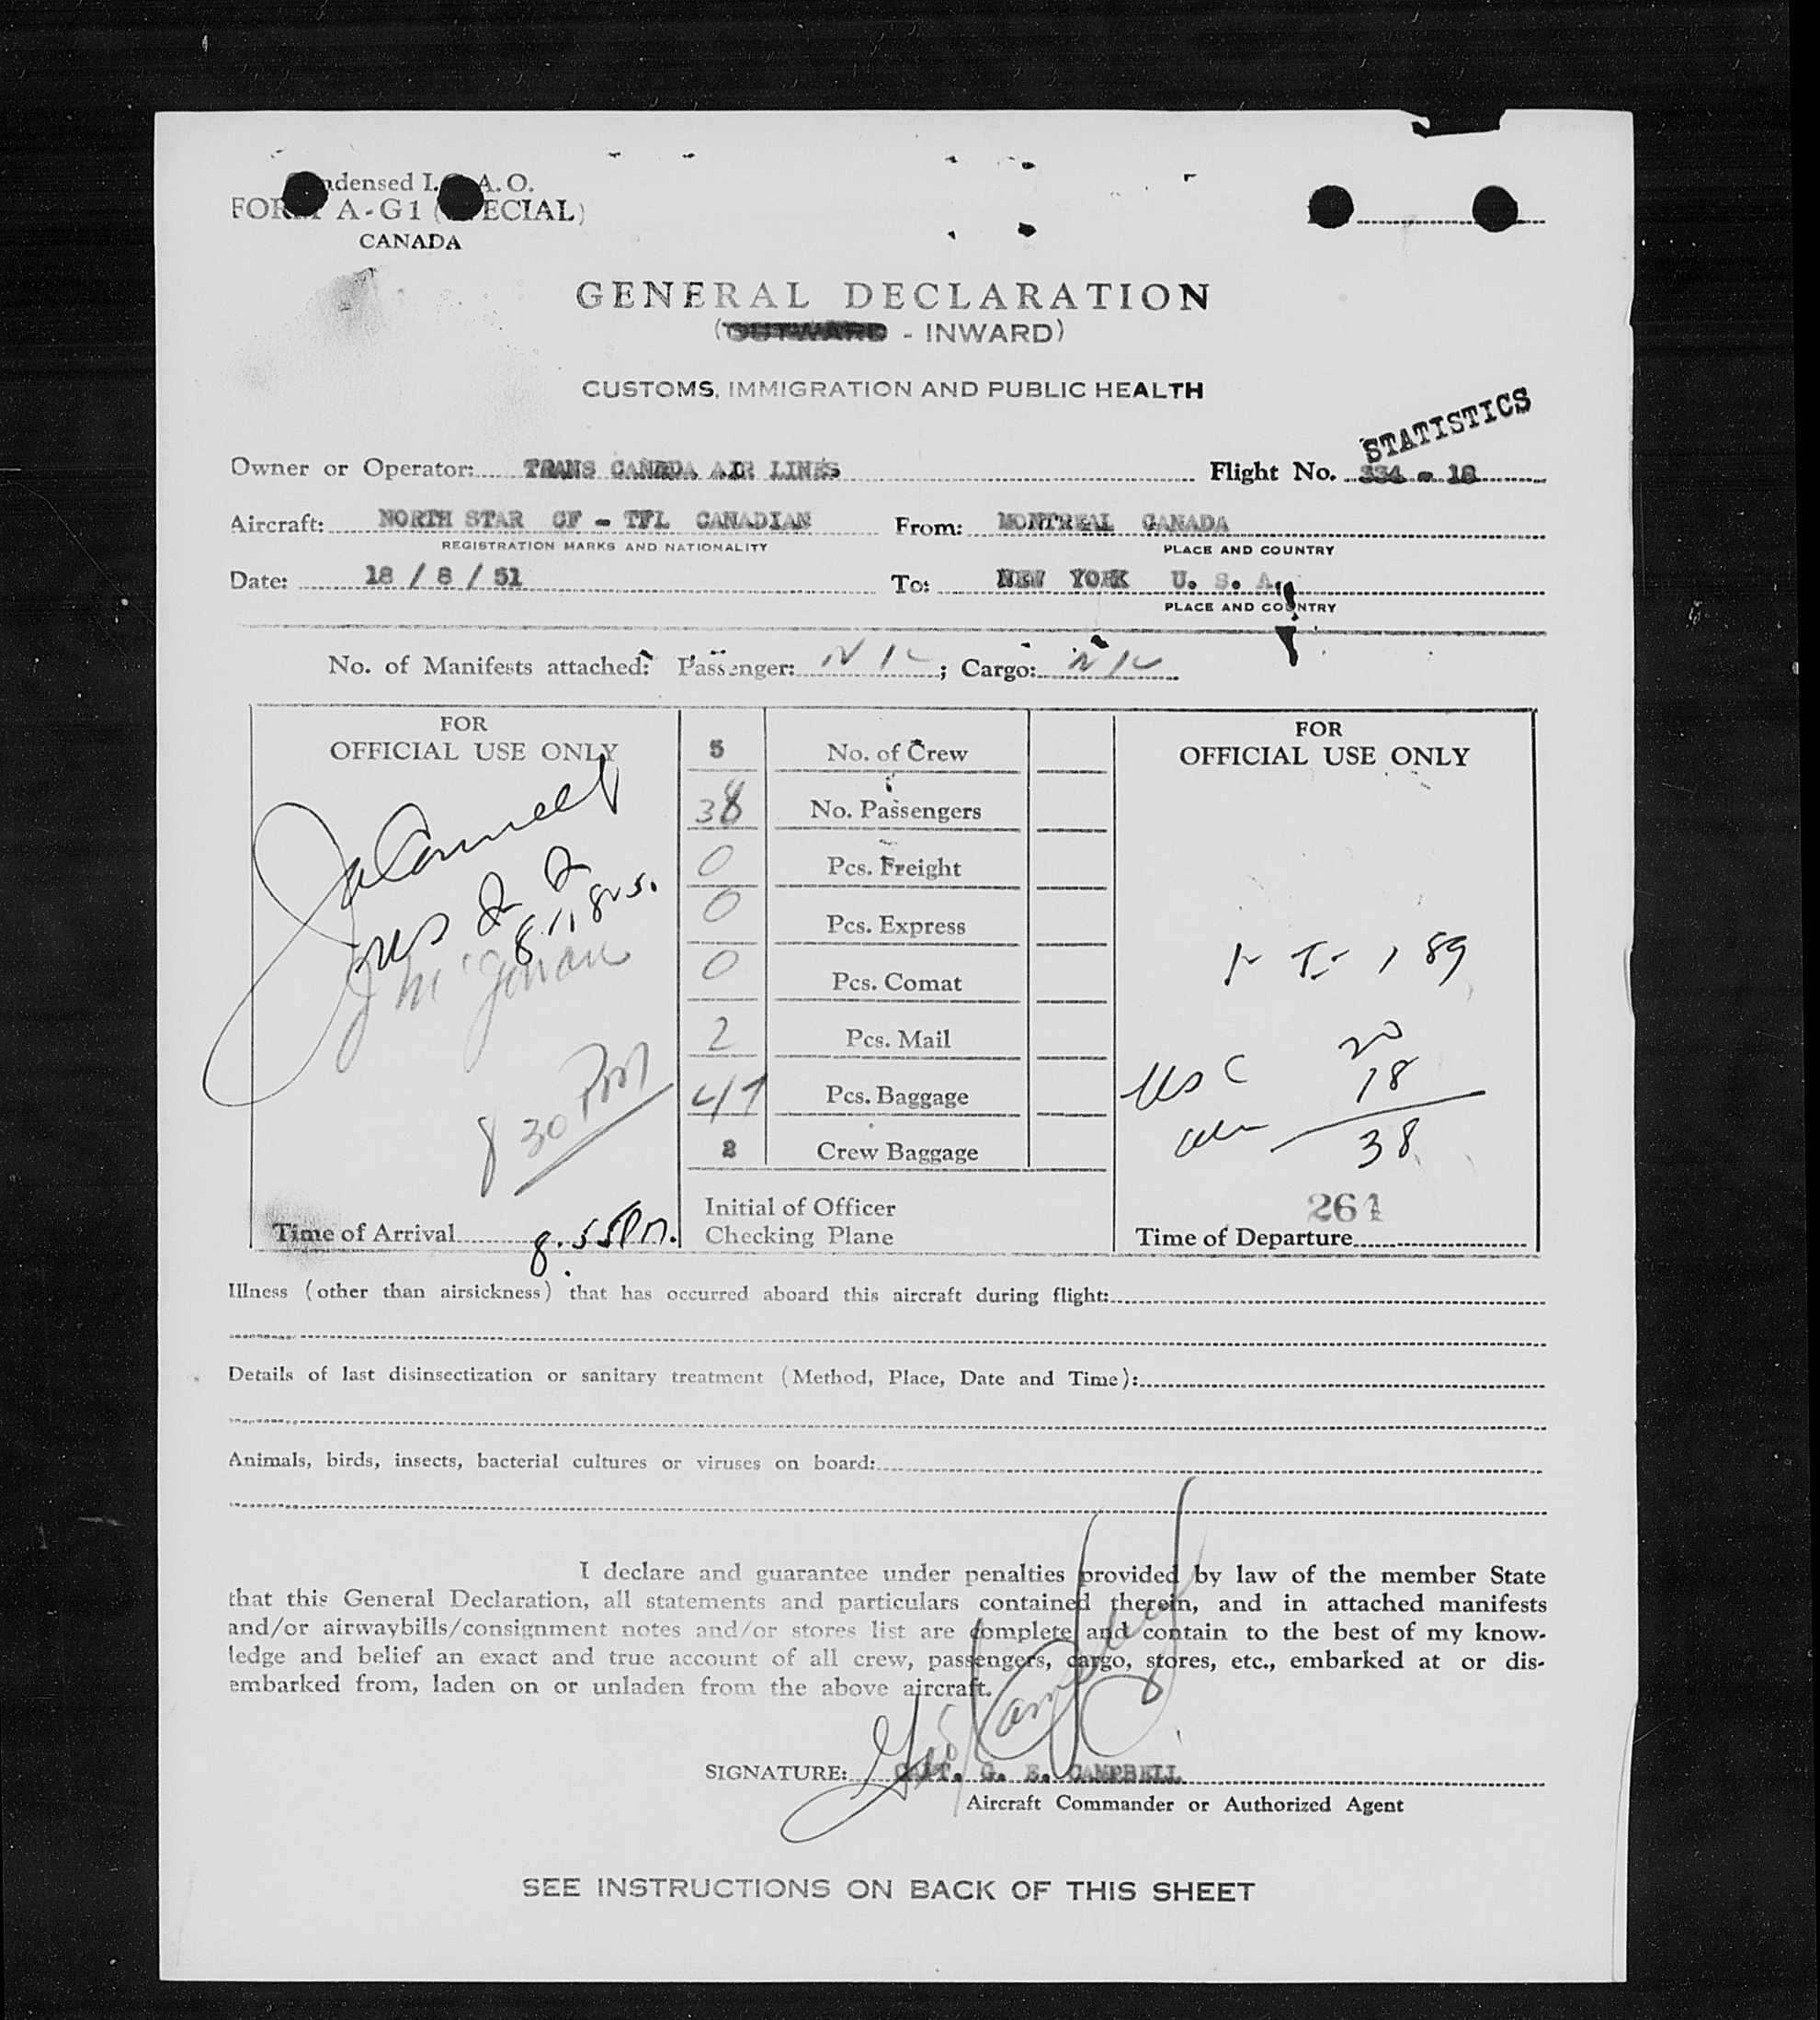 Condensed I.C.A.O.
FORM A-G1 (SPECIAL)
CANADA
GENERAL DECLARATION
(OUTWARD - INWARD)
CUSTOMS, IMMIGRATION AND PUBLIC HEALTH
STATISTICS
Owner or Operator: TRANS CANADA AIR LINES Flight No. 334 - 18
Aircraft: NORTH STAR CF - TFL CANADIAN From: MONTREAL CANADA
REGISTRATION MARKS AND NATIONALITY PLACE AND COUNTRY
Date: 18 / 8 / 51 To: NEW YORK U. S. A.
PLACE AND COUNTRY
No. of Manifests attached: Passenger: NIL; Cargo: NIL
FOR
OFFICIAL USE ONLY
8 30 PM
Time of Arrival 8.55PM.
5 No. of Crew
38 No. Passengers
0 Pcs. Freight
0 Pcs. Express
0 Pcs. Comat
2 Pcs. Mail
47 Pcs. Baggage
2 Crew Baggage
Initial of Officer
Checking Plane
FOR
OFFICIAL USE ONLY
189
USC 20
18
38
264
Time of Departure
Illness (other than airsickness) that has occurred aboard this aircraft during flight:
Details of last disinsectization or sanitary treatment (Method, Place, Date and Time):
Animals, birds, insects, bacterial cultures or viruses on board:
I declare and guarantee under penalties provided by law of the member State
that this General Declaration, all statements and particulars contained therein, and in attached manifests
and/or airwaybills/consignment notes and/or stores list are complete and contain to the best of my know-
ledge and belief an exact and true account of all crew, passengers, cargo, stores, etc., embarked at or dis-
embarked from, laden on or unladen from the above aircraft.
SIGNATURE: CAPT. G. E. CAMPBELL
Aircraft Commander or Authorized Agent
SEE INSTRUCTIONS ON BACK OF THIS SHEET